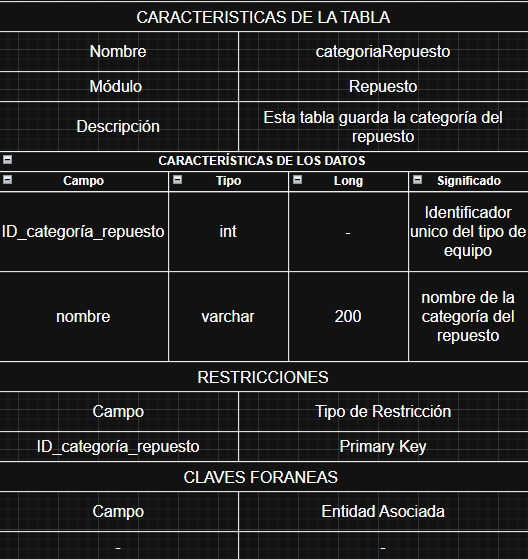 CARACTERISTICAS DE LA TABLA
Nombre categoriaRepuesto
Módulo Repuesto
Descripción Esta tabla guarda la categoría del
repuesto
CARACTERÍSTICAS DE LOS DATOS
Campo Tipo Long Significado
ID_categoría_repuesto int - Identificador
unico del tipo de
equipo
nombre varchar 200 nombre de la
categoría del
repuesto
RESTRICCIONES
Campo Tipo de Restricción
ID_categoría_repuesto Primary Key
CLAVES FORANEAS
Campo Entidad Asociada
- -